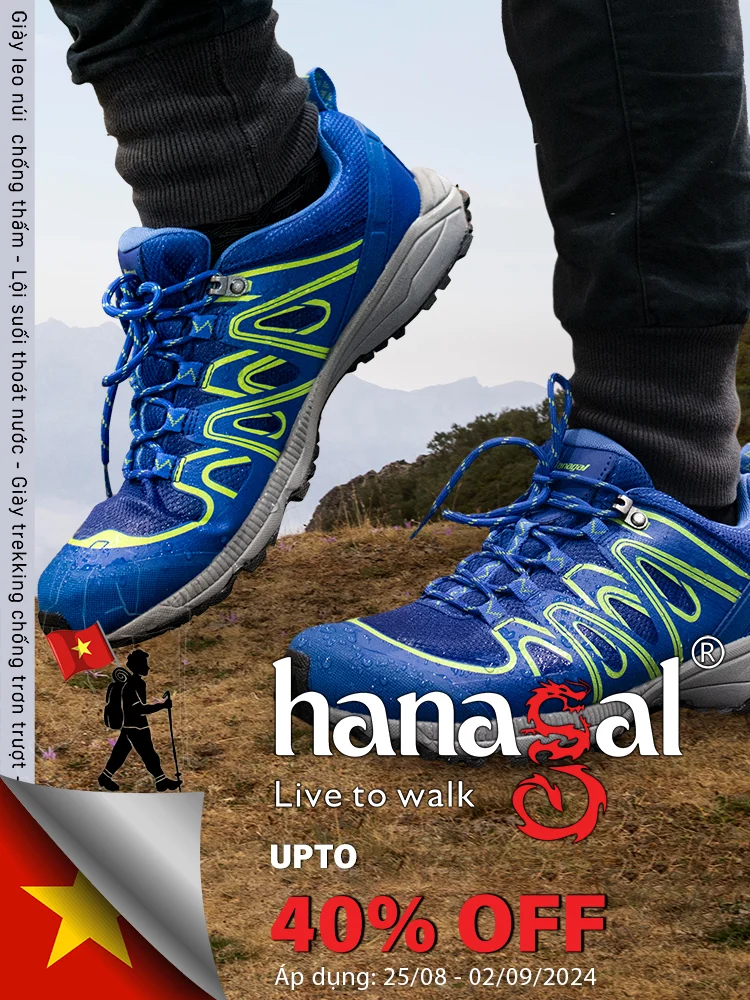 Giày leo núi chống thấm - Lội suối thoát nước - Giày trekking chống trơn trượt -
hanagal
hanagal®
Live to walk
UPTO
40% OFF
Áp dụng: 25/08 - 02/09/2024